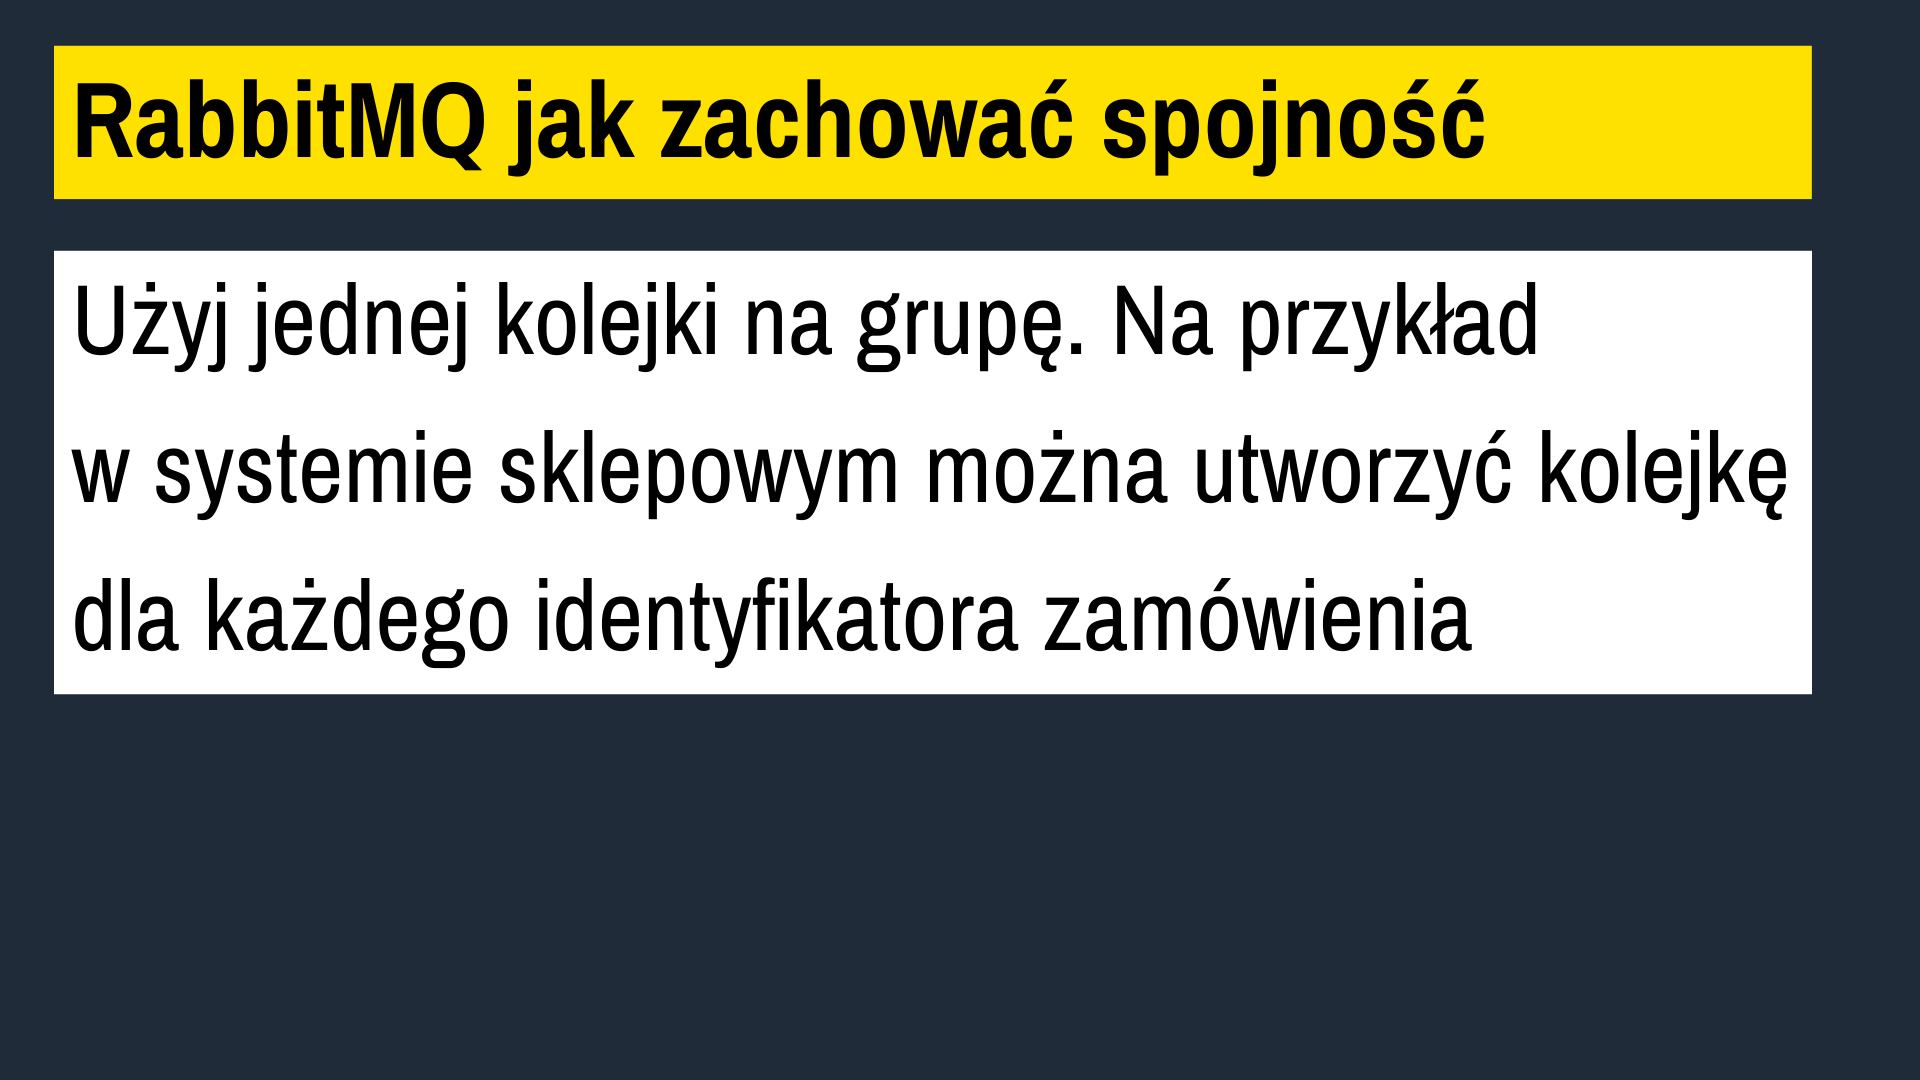 RabbitMQ jak zachować spojność
Użyj jednej kolejki na grupę. Na przykład
w systemie sklepowym można utworzyć kolejkę
dla każdego identyfikatora zamówienia